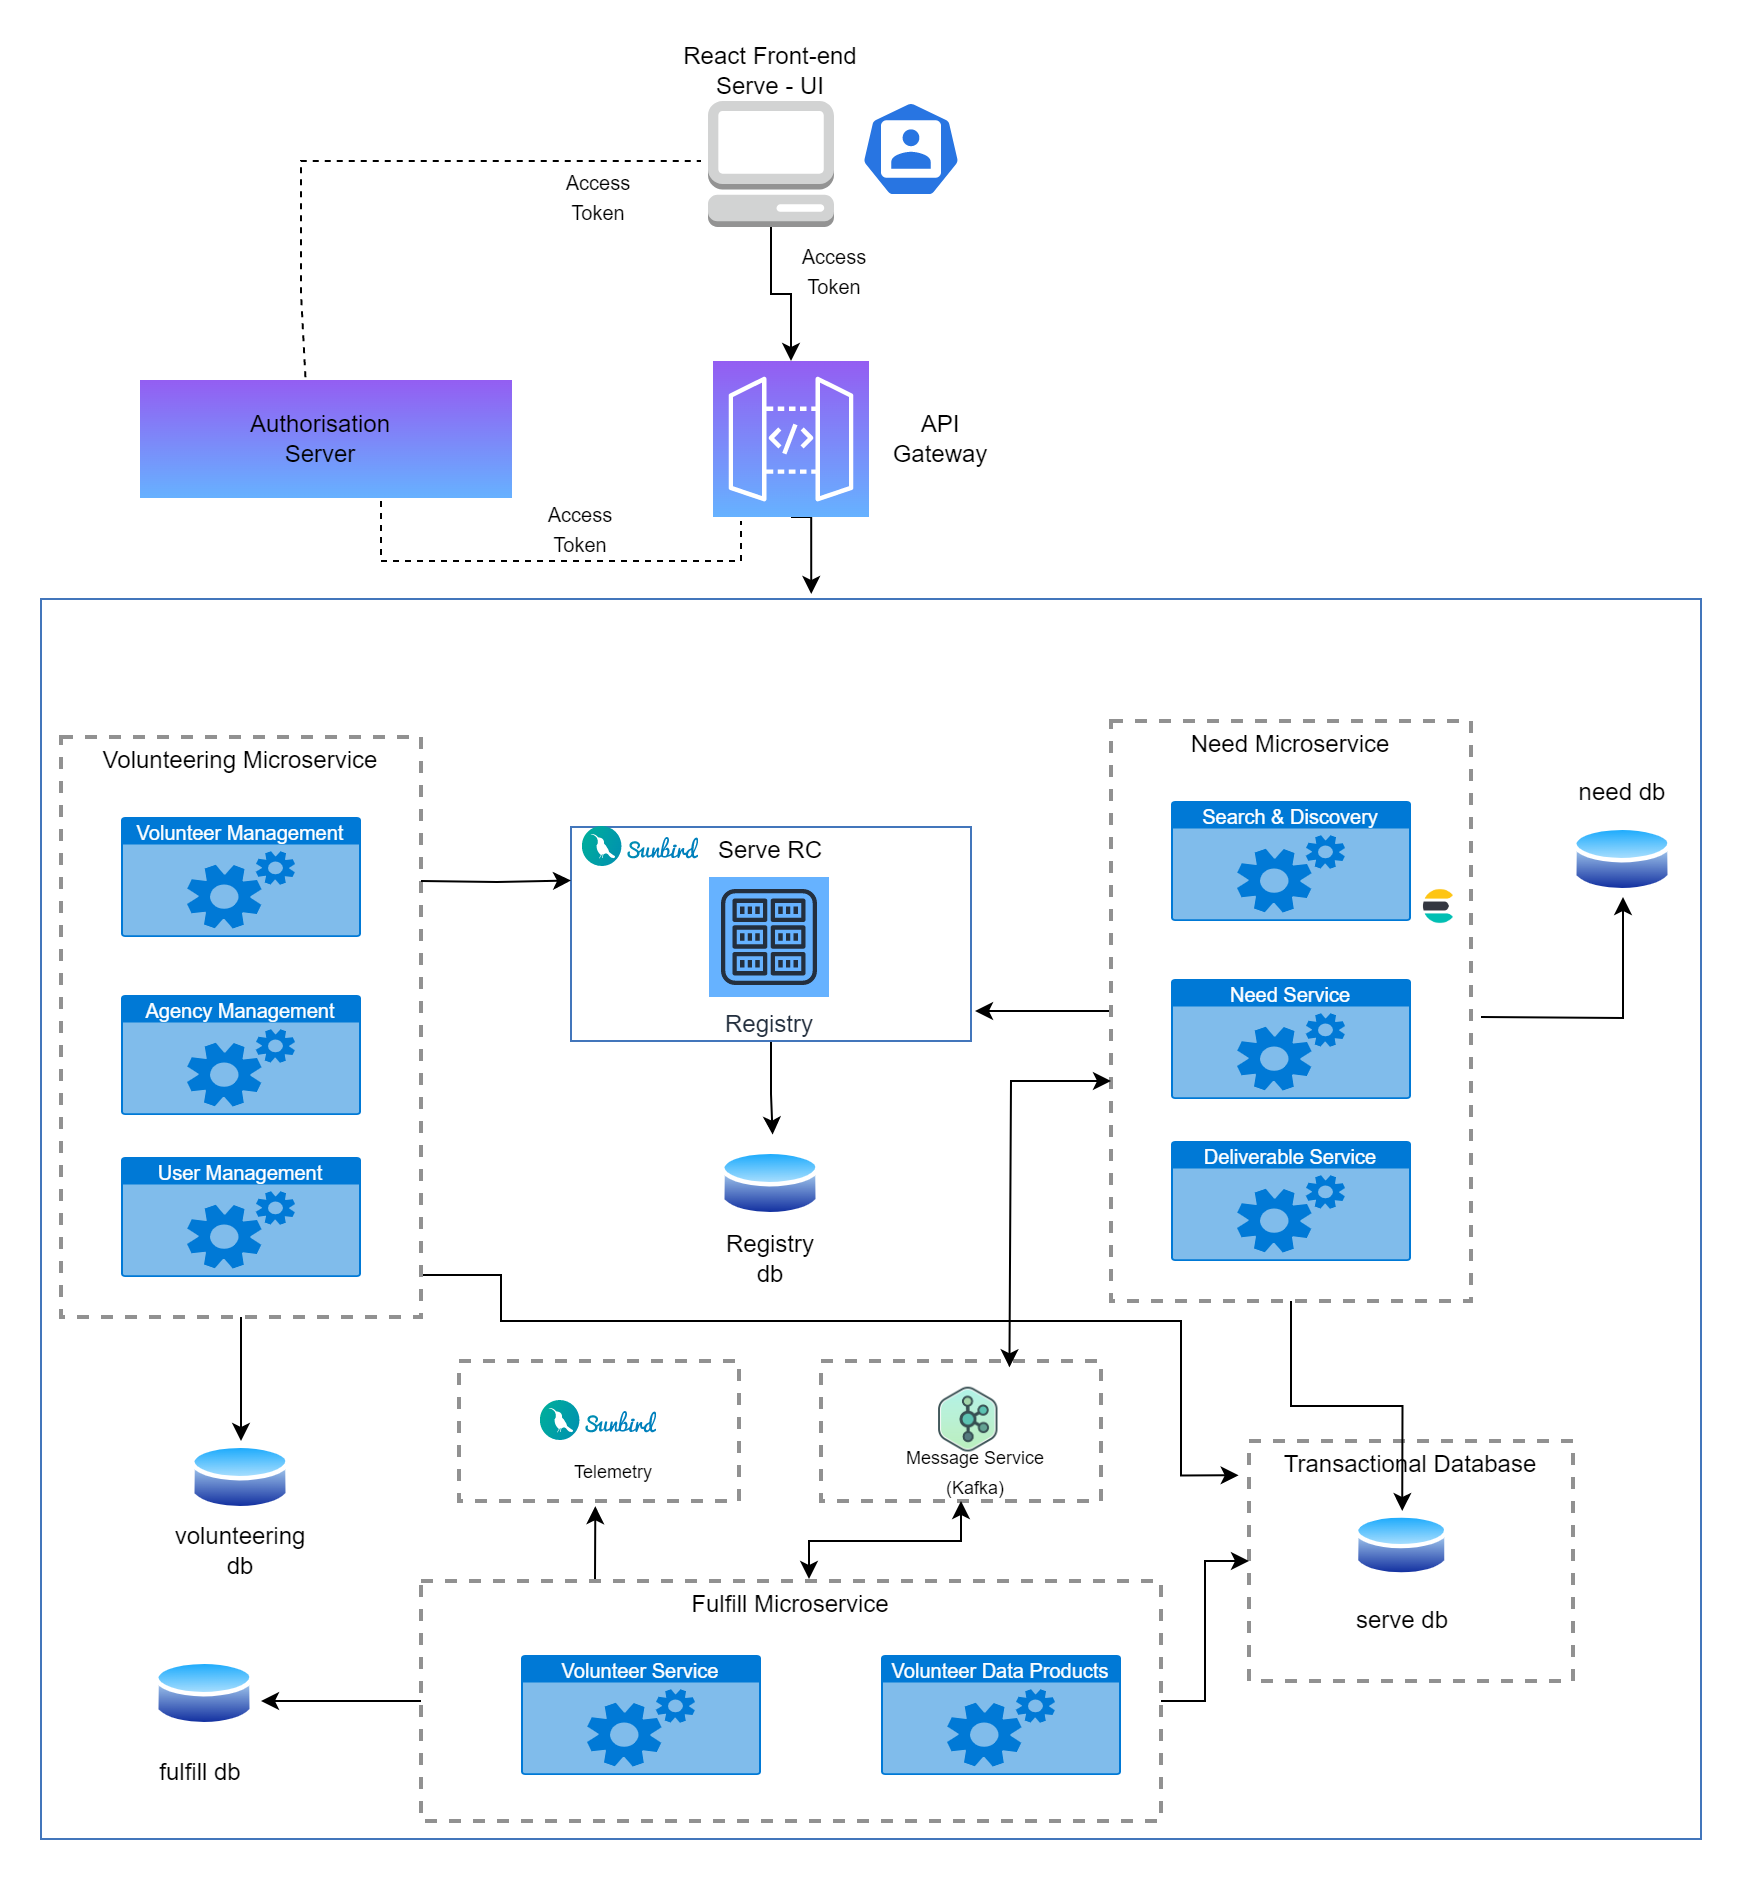 React Front-end
Serve - UI
Access
Token
Access
Token
Authorisation
Server
API
Gateway
Access
Token
Volunteering Microservice
Volunteer Management
Agency Management
User Management
Sunbird
Serve RC
Registry
Registry
db
Need Microservice
Search & Discovery
Need Service
Deliverable Service
need db
volunteering
db
Sunbird
Telemetry
Message Service
(Kafka)
Transactional Database
serve db
Fulfill Microservice
Volunteer Service
Volunteer Data Products
fulfill db